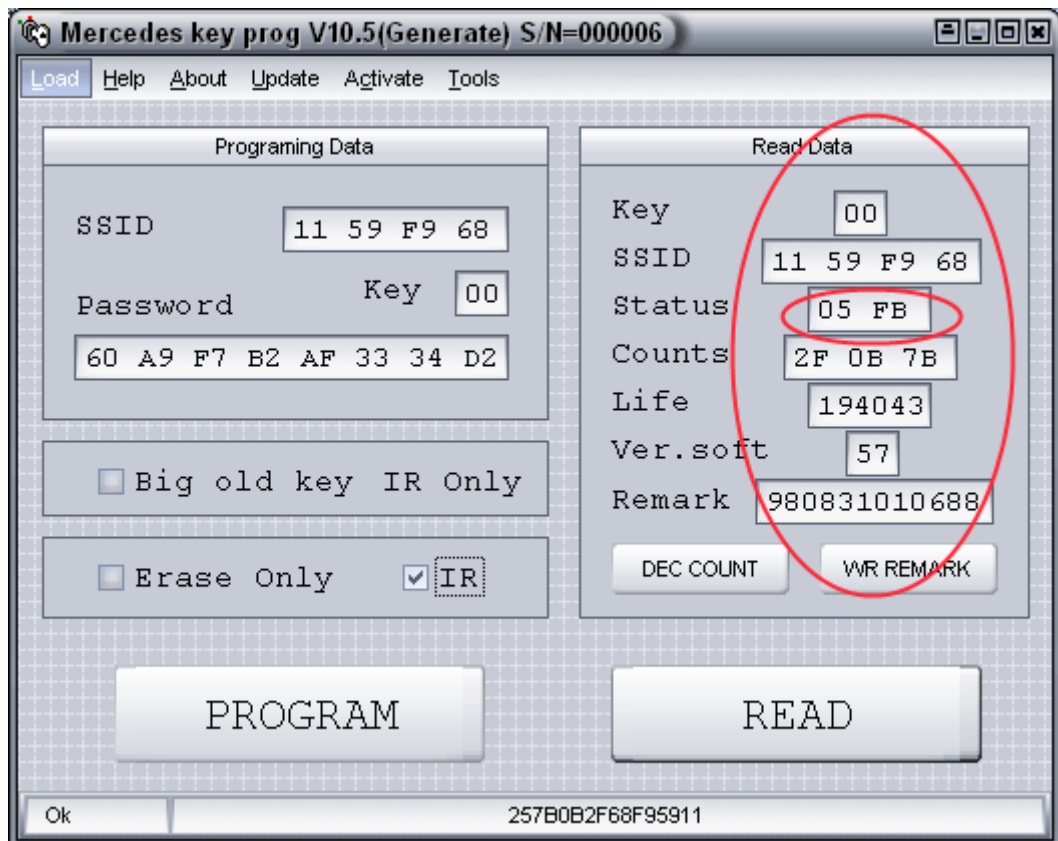 Mercedes key prog V10.5(Generate) S/N=000006
Load Help About Update Activate Tools
Programing Data
SSID 11 59 F9 68
Key 00
Password
60 A9 F7 B2 AF 33 34 D2
Big old key IR Only
Erase Only IR
PROGRAM
Read Data
Key 00
SSID 11 59 F9 68
Status 05 FB
Counts 2F 0B 7B
Life 194043
Ver.soft 57
Remark 980831010688
DEC COUNT WR REMARK
READ
Ok 257B0B2F68F95911